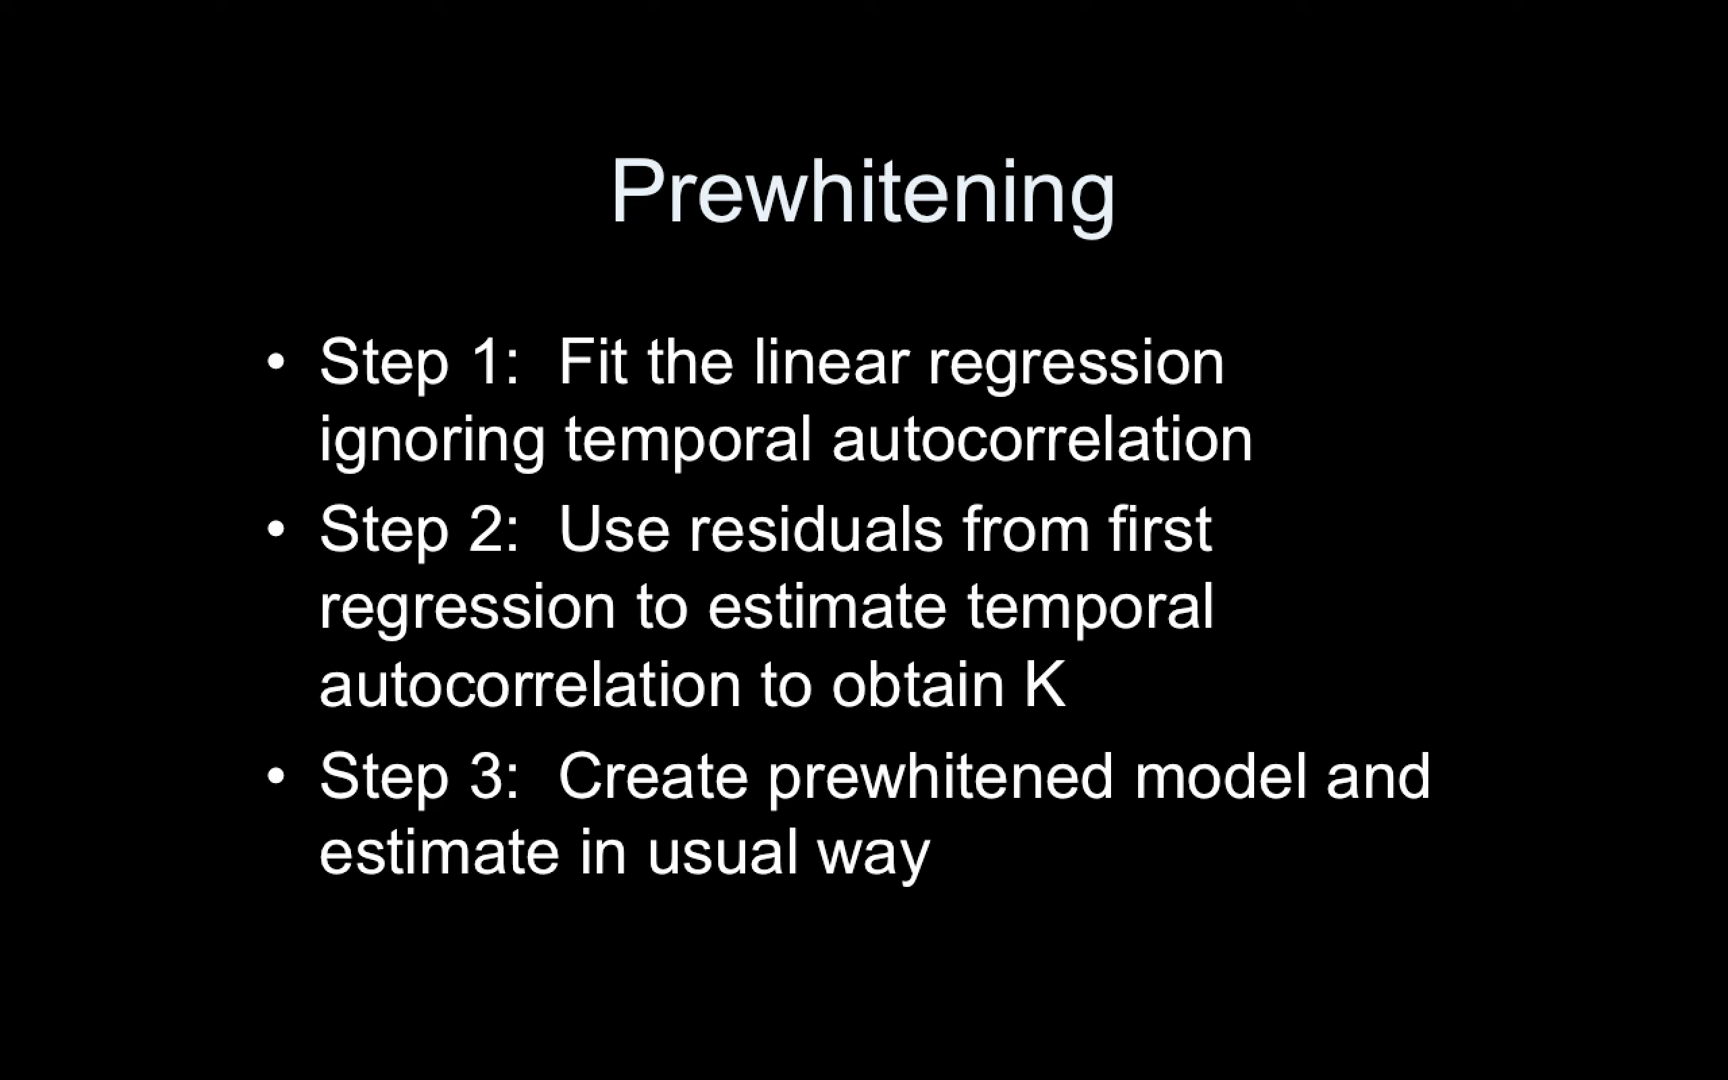 Prewhitening
• Step 1:  Fit the linear regression
ignoring temporal autocorrelation
• Step 2:  Use residuals from first
regression to estimate temporal
autocorrelation to obtain K
• Step 3:  Create prewhitened model and
estimate in usual way